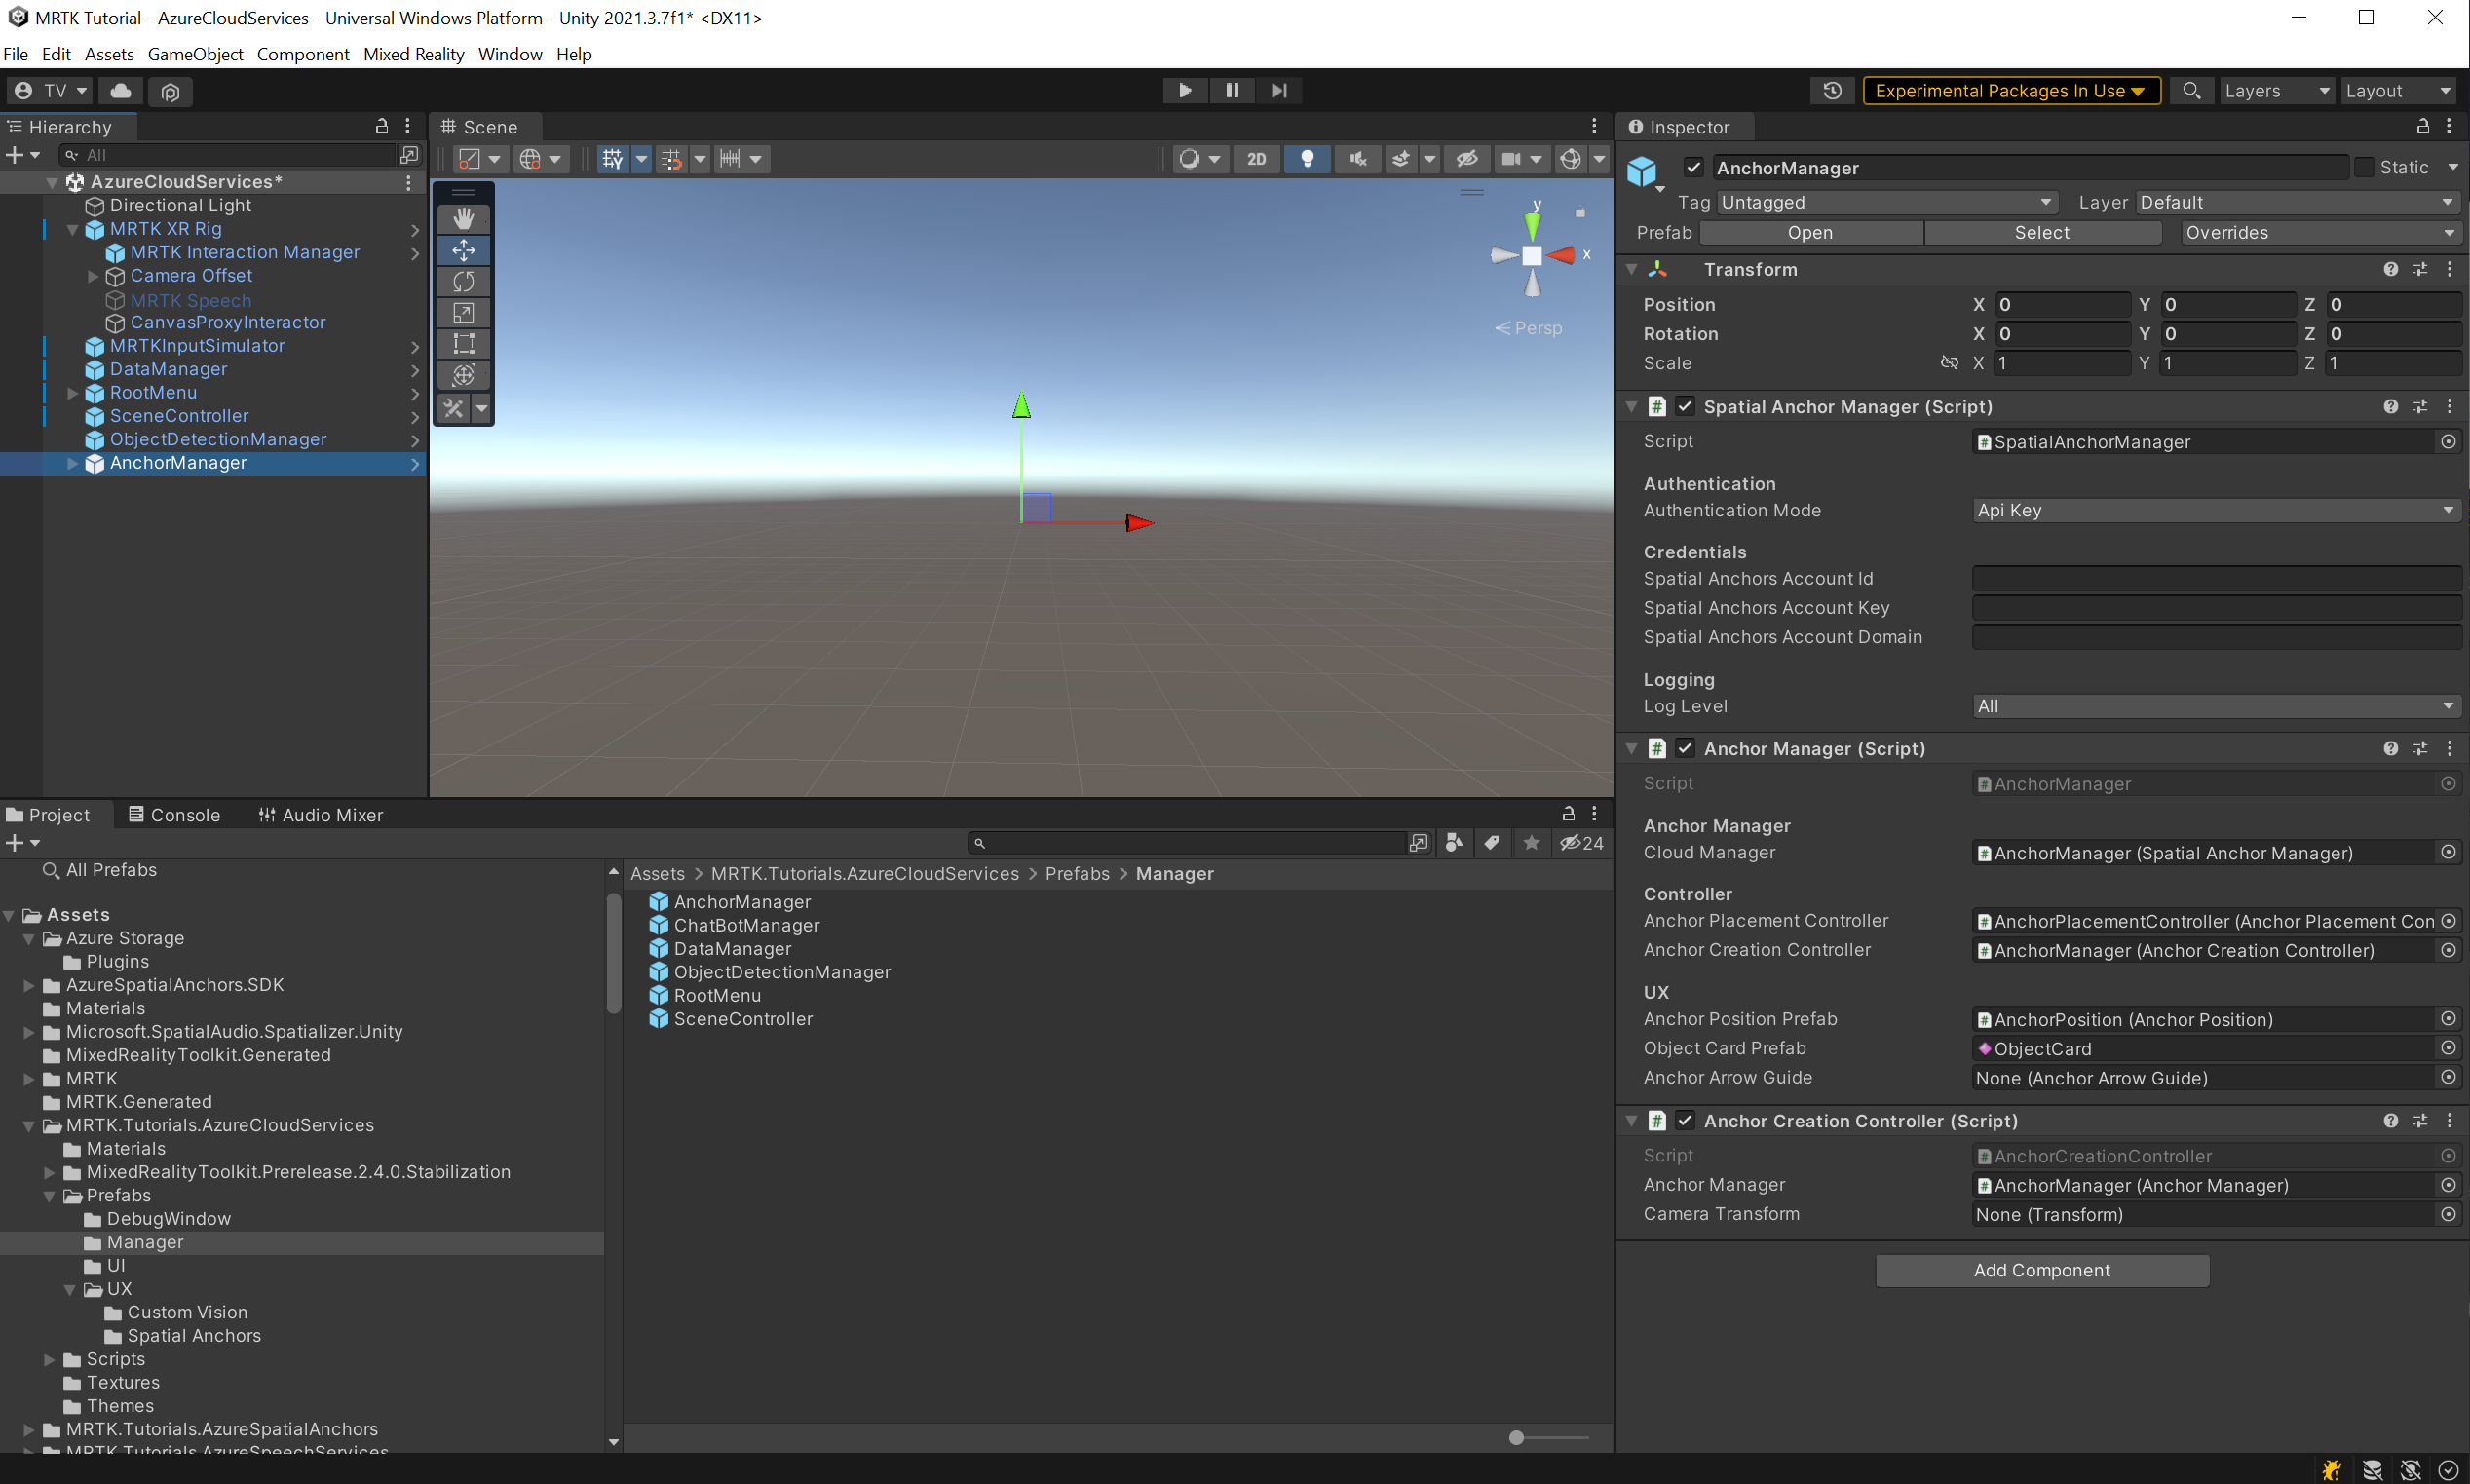 MRTK Tutorial - AzureCloudServices - Universal Windows Platform - Unity 2021.3.7f1* <DX11>
File Edit Assets GameObject Component Mixed Reality Window Help
TV
Experimental Packages In Use
Layers
Layout
Hierarchy
All
AzureCloudServices*
Directional Light
MRTK XR Rig
MRTK Interaction Manager
Camera Offset
MRTK Speech
CanvasProxyInteractor
MRTKInputSimulator
DataManager
RootMenu
SceneController
ObjectDetectionManager
AnchorManager
Scene
2D
y
x
Persp
Inspector
AnchorManager
Static
Tag Untagged Layer Default
Prefab Open Select Overrides
Transform
Position X 0 Y 0 Z 0
Rotation X 0 Y 0 Z 0
Scale X 1 Y 1 Z 1
# Spatial Anchor Manager (Script)
Script # SpatialAnchorManager
Authentication
Authentication Mode Api Key
Credentials
Spatial Anchors Account Id
Spatial Anchors Account Key
Spatial Anchors Account Domain
Logging
Log Level All
# Anchor Manager (Script)
Script # AnchorManager
Anchor Manager
Cloud Manager # AnchorManager (Spatial Anchor Manager)
Controller
Anchor Placement Controller # AnchorPlacementController (Anchor Placement Con
Anchor Creation Controller # AnchorManager (Anchor Creation Controller)
UX
Anchor Position Prefab # AnchorPosition (Anchor Position)
Object Card Prefab ObjectCard
Anchor Arrow Guide None (Anchor Arrow Guide)
# Anchor Creation Controller (Script)
Script # AnchorCreationController
Anchor Manager # AnchorManager (Anchor Manager)
Camera Transform None (Transform)
Add Component
Project Console Audio Mixer
24
All Prefabs
Assets
Azure Storage
Plugins
AzureSpatialAnchors.SDK
Materials
Microsoft.SpatialAudio.Spatializer.Unity
MixedRealityToolkit.Generated
MRTK
MRTK.Generated
MRTK.Tutorials.AzureCloudServices
Materials
MixedRealityToolkit.Prerelease.2.4.0.Stabilization
Prefabs
DebugWindow
Manager
UI
UX
Custom Vision
Spatial Anchors
Scripts
Textures
Themes
MRTK.Tutorials.AzureSpatialAnchors
MRTK.Tutorials.AzureSpeechServices
Assets > MRTK.Tutorials.AzureCloudServices > Prefabs > Manager
AnchorManager
ChatBotManager
DataManager
ObjectDetectionManager
RootMenu
SceneController